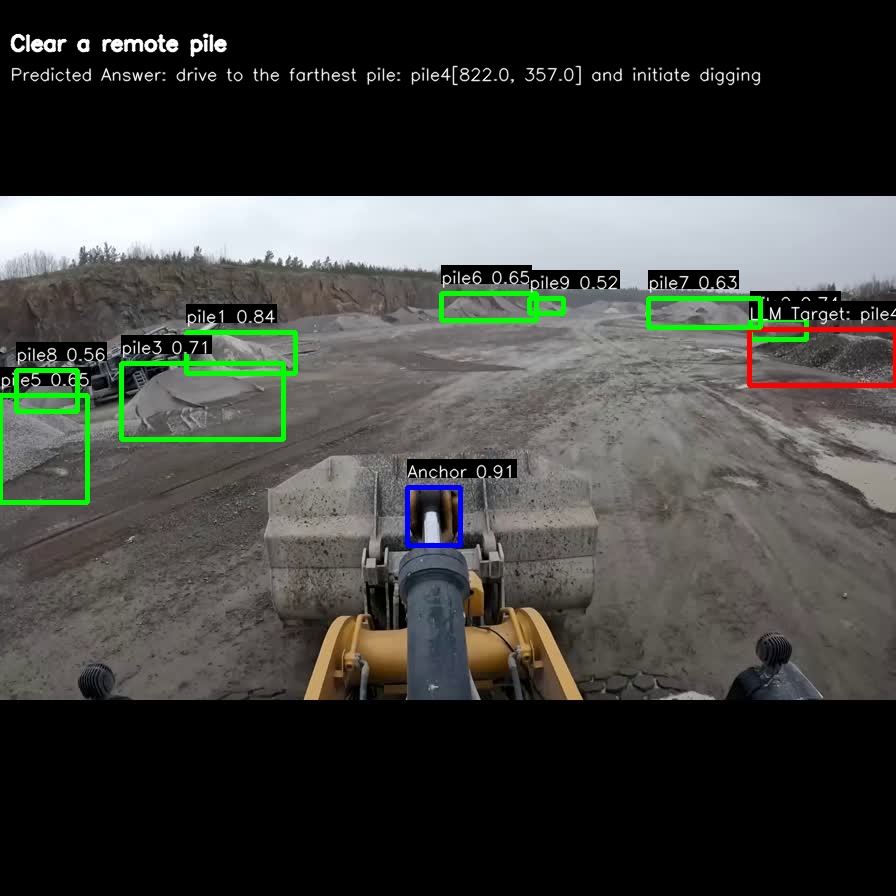 Clear a remote pile
Predicted Answer: drive to the farthest pile: pile4[822.0, 357.0] and initiate digging
pile6 0.65
pile9 0.52
pile7 0.63
pile1 0.84
LLM Target: pile4
pile3 0.71
pile8 0.56
pile5 0.65
Anchor 0.91